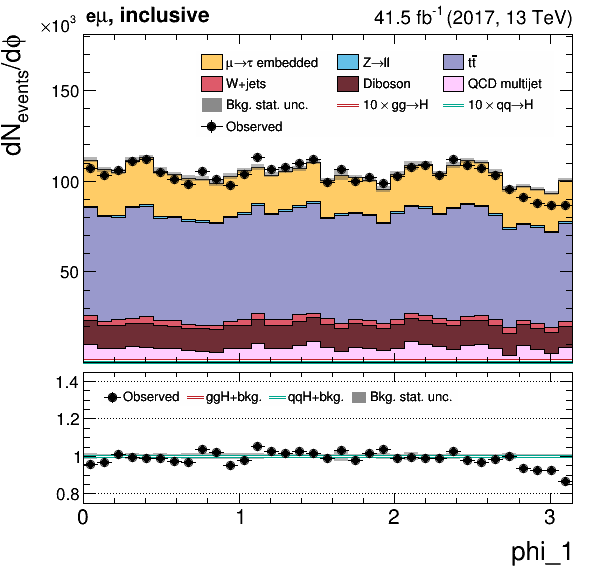 eμ, inclusive 41.5 fb⁻¹ (2017, 13 TeV)
×10³
dN_events/dϕ
150
100
50
μ→τ embedded Z→ll tt̄
W+jets Diboson QCD multijet
Bkg. stat. unc. 10 × gg→H 10 × qq→H
Observed
1.4
1.2
1
0.8
Observed ggH+bkg. qqH+bkg. Bkg. stat. unc.
0 1 2 3
phi_1